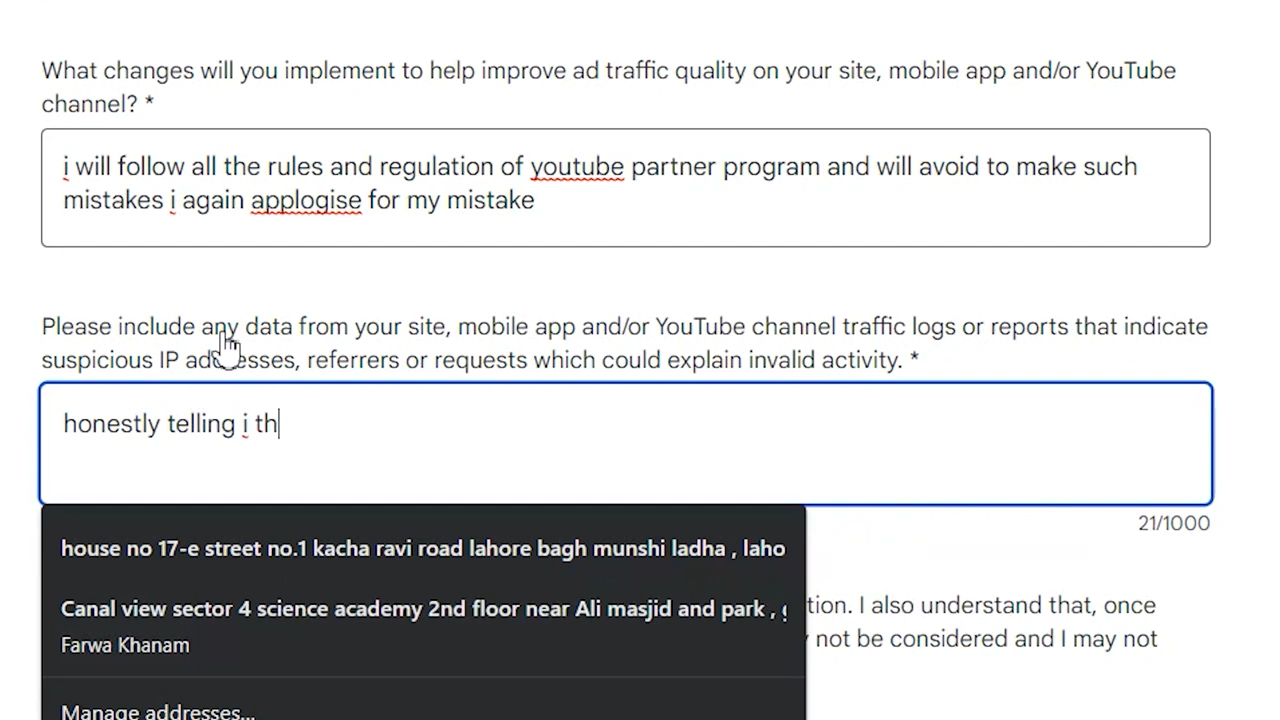 What changes will you implement to help improve ad traffic quality on your site, mobile app and/or YouTube
channel? *
i will follow all the rules and regulation of youtube partner program and will avoid to make such
mistakes i again applogise for my mistake
Please include any data from your site, mobile app and/or YouTube channel traffic logs or reports that indicate
suspicious IP addresses, referrers or requests which could explain invalid activity. *
honestly telling i th
21/1000
house no 17-e street no.1 kacha ravi road lahore bagh munshi ladha , laho
Canal view sector 4 science academy 2nd floor near Ali masjid and park ,
Farwa Khanam
tion. I also understand that, once
not be considered and I may not
Manage addresses...